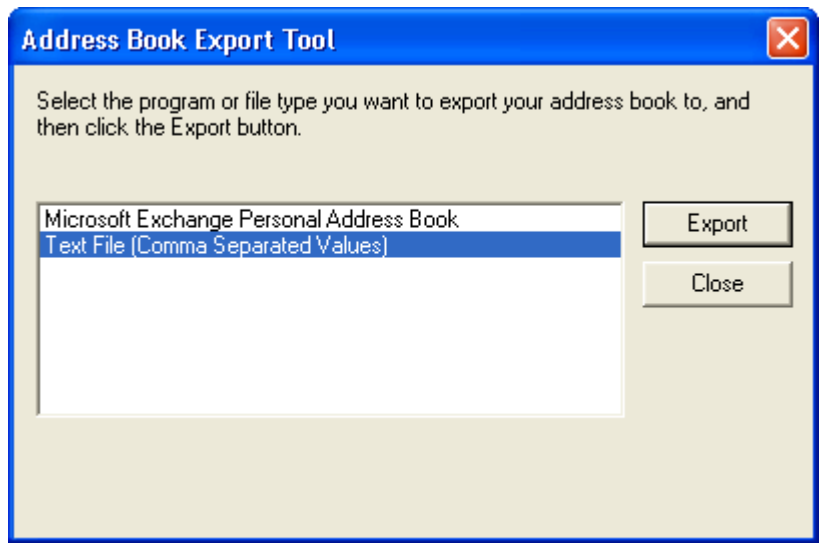 Address Book Export Tool
Select the program or file type you want to export your address book to, and
then click the Export button.
Microsoft Exchange Personal Address Book
Text File (Comma Separated Values)
Export
Close